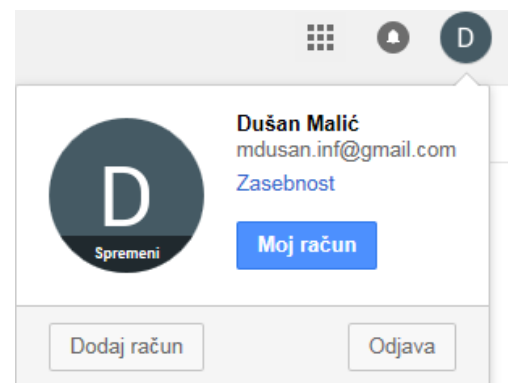 D
Dušan Malić
mdusan.inf@gmail.com
Zasebnost
D
Spremeni
Moj račun
Dodaj račun
Odjava